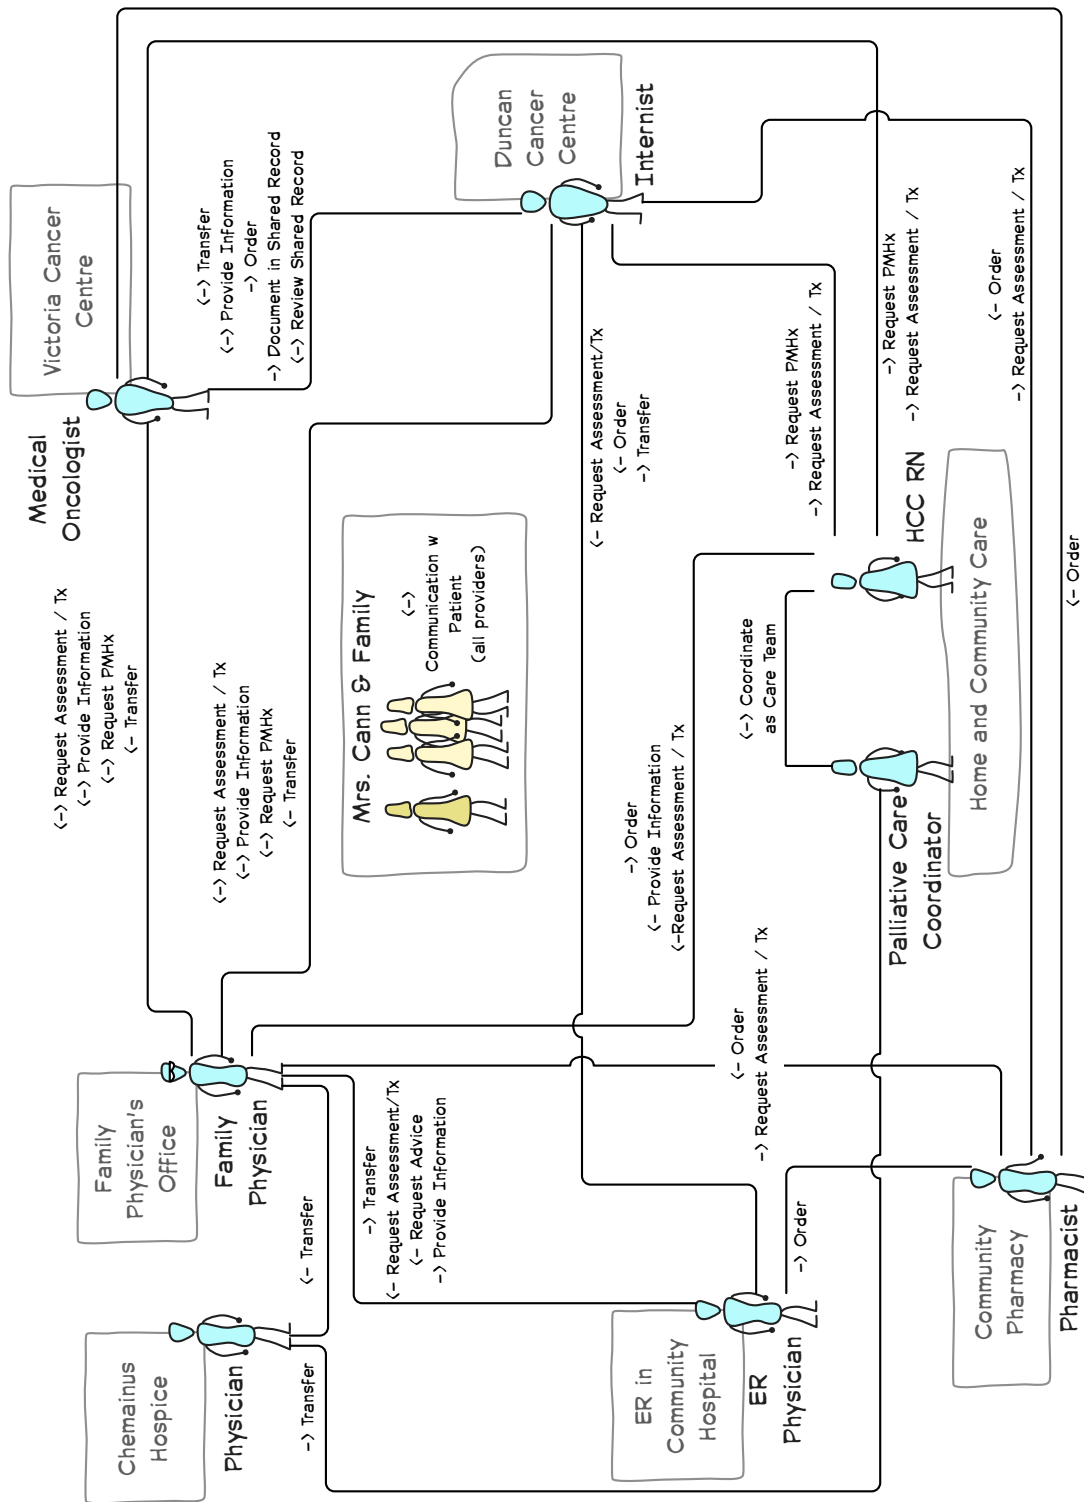 Chemainus
Hospice
Physician
Family
Physician's
Office
Family
Physician
<-> Request Assessment / Tx
<-> Provide Information
<-> Request PMHx
<- Transfer
Medical
Oncologist
Victoria Cancer
Centre
-> Transfer
<- Transfer
<-> Request Assessment / Tx
<-> Provide Information
<-> Request PMHx
<- Transfer
<-> Transfer
<-> Provide Information
-> Order
-> Document in Shared Record
<-> Review Shared Record
-> Transfer
<- Request Assessment/Tx
<- Request Advice
-> Provide Information
Mrs. Cann & Family
<->
Communication w
Patient
(all providers)
Duncan
Cancer
Centre
Internist
<- Request Assessment/Tx
<- Order
-> Transfer
ER in
Community
Hospital
ER
Physician
-> Order
-> Order
<- Provide Information
<-Request Assessment / Tx
<- Order
-> Request Assessment / Tx
<-> Coordinate
as Care Team
-> Request PMHx
-> Request Assessment / Tx
-> Request PMHx
-> Request Assessment / Tx
Palliative Care
Coordinator
HCC RN
Home and Community Care
Community
Pharmacy
Pharmacist
<- Order
-> Request Assessment / Tx
<- Order